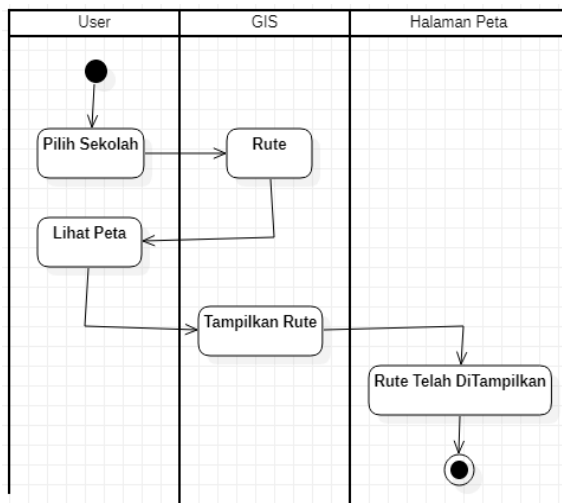 User
GIS
Halaman Peta
Pilih Sekolah
Rute
Lihat Peta
Tampilkan Rute
Rute Telah DiTampilkan